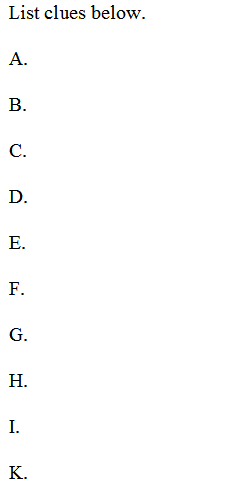 List clues below.
A.
B.
C.
D.
E.
F.
G.
H.
I.
K.